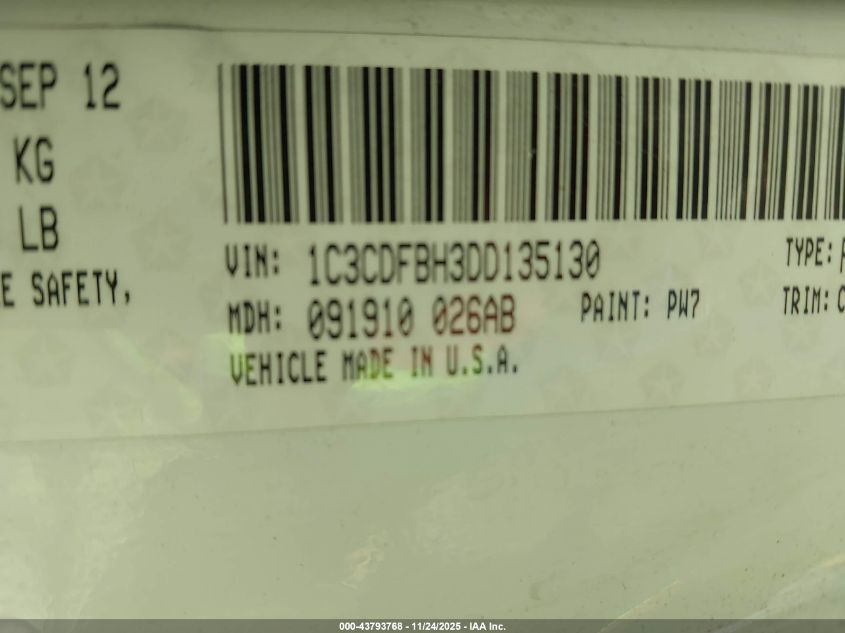 SEP 12
KG
LB
E SAFETY,
VIN: 1C3CDFBH3DD135130
MDH: 091910 026AB
PAINT: PW7
VEHICLE MADE IN U.S.A.
TYPE:
TRIM:
000-43793768 - 11/24/2025 - IAA Inc.